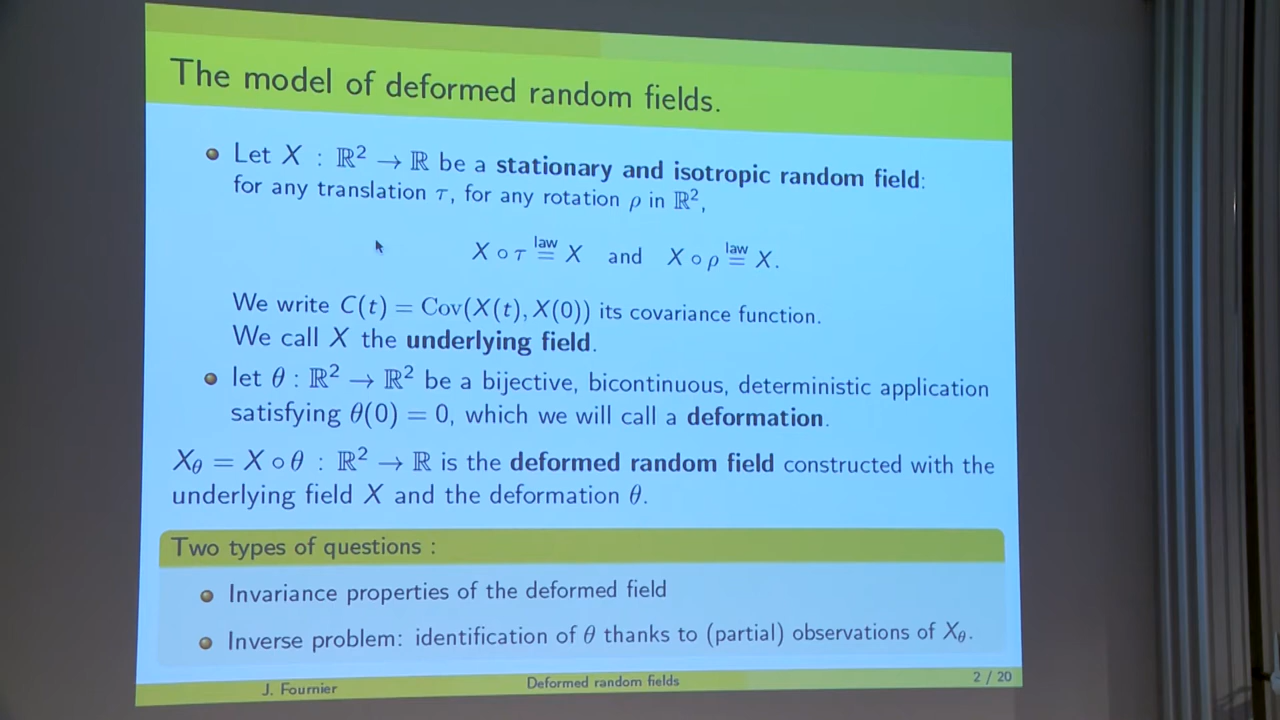 The model of deformed random fields.
Let X : ℝ² → ℝ be a stationary and isotropic random field:
for any translation τ, for any rotation ρ in ℝ²,
X ∘ τ =^law X and X ∘ ρ =^law X.
We write C(t) = Cov(X(t), X(0)) its covariance function.
We call X the underlying field.
let θ : ℝ² → ℝ² be a bijective, bicontinuous, deterministic application
satisfying θ(0) = 0, which we will call a deformation.
X_θ = X ∘ θ : ℝ² → ℝ is the deformed random field constructed with the
underlying field X and the deformation θ.
Two types of questions :
Invariance properties of the deformed field
Inverse problem: identification of θ thanks to (partial) observations of X_θ.
J. Fournier Deformed random fields 2 / 20